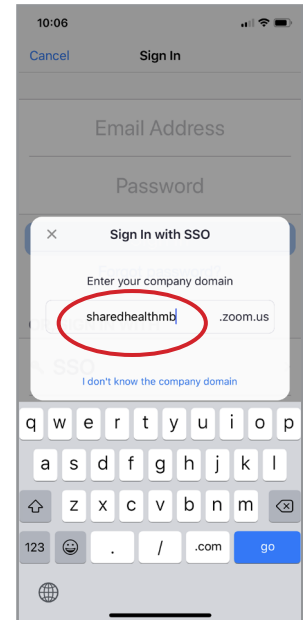 10:06
Cancel Sign In
Email Address
Password
Sign In with SSO
Enter your company domain
sharedhealthmb .zoom.us
SSO
I don't know the company domain
q w e r t y u i o p
a s d f g h j k l
z x c v b n m
123 . / .com go